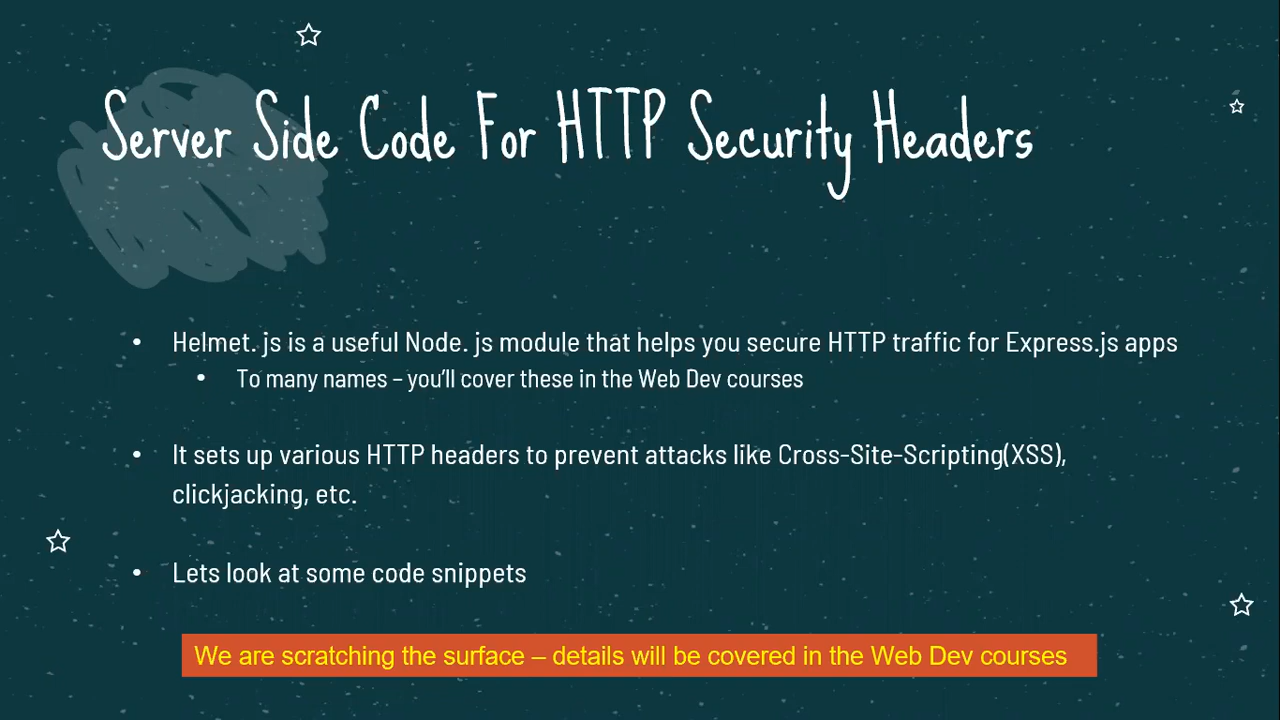 Server Side Code For HTTP Security Headers
• Helmet. js is a useful Node. js module that helps you secure HTTP traffic for Express.js apps
• To many names – you'll cover these in the Web Dev courses
• It sets up various HTTP headers to prevent attacks like Cross-Site-Scripting(XSS),
clickjacking, etc.
• Lets look at some code snippets
We are scratching the surface – details will be covered in the Web Dev courses